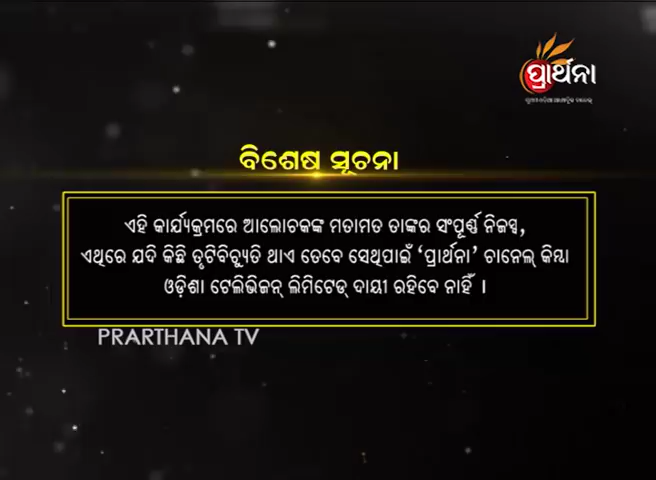 ପ୍ରାର୍ଥନା
ବିଶେଷ ସୂଚନା
ଏହି କାର୍ଯ୍ୟକ୍ରମରେ ଆଲୋଚକଙ୍କ ମତାମତ ତାଙ୍କର ସଂପୂର୍ଣ୍ଣ ନିଜସ୍ୱ,
ଏଥିରେ ଯଦି କିଛି ତୃଟିବିଚ୍ୟୁତି ଥାଏ ତେବେ ସେଥିପାଇଁ ‘ପ୍ରାର୍ଥନା’ ଚାନେଲ୍ କିମ୍ୱା
ଓଡ଼ିଶା ଟେଲିଭିଜନ୍ ଲିମିଟେଡ୍ ଦାୟୀ ରହିବେ ନାହିଁ ।
PRARTHANA TV